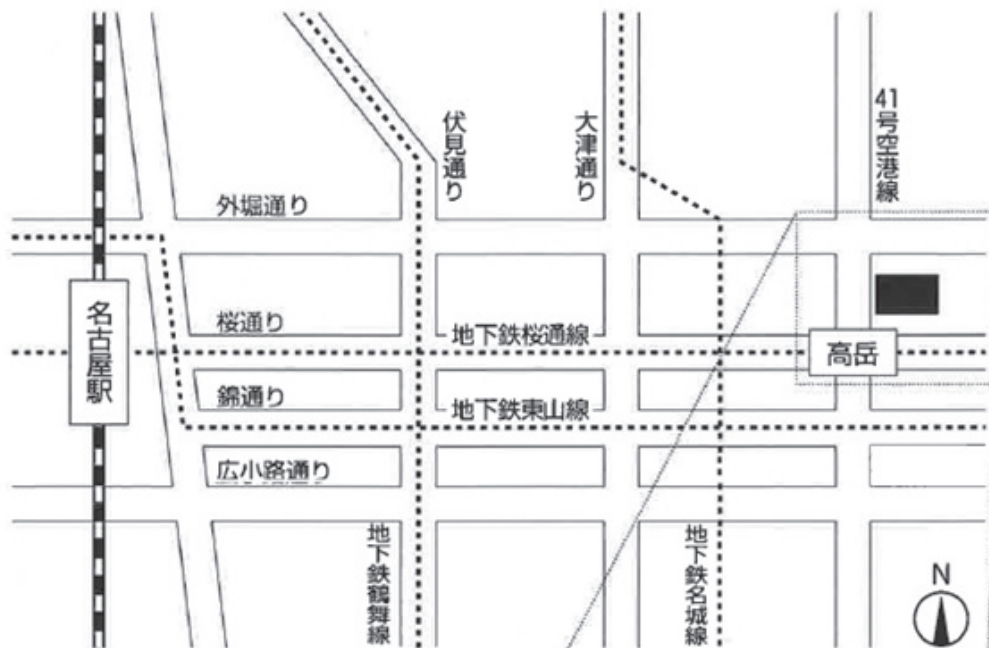 伏見通り
大津通り
41号空港線
外堀通り
桜通り
地下鉄桜通線
名古屋駅
高岳
錦通り
地下鉄東山線
広小路通り
地下鉄鶴舞線
地下鉄名城線
N